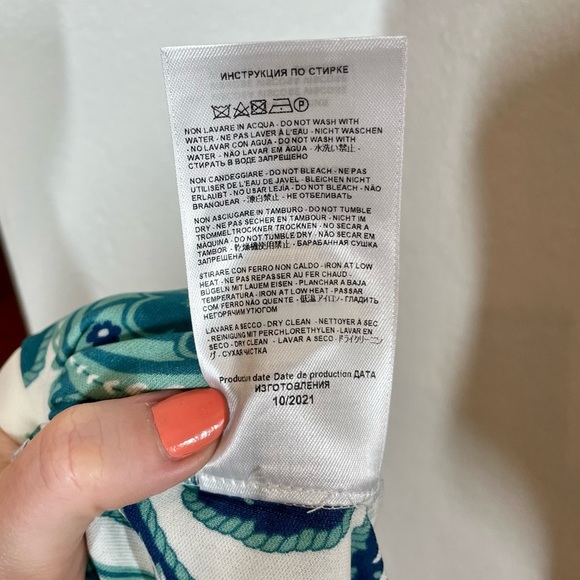 ИНСТРУКЦИЯ ПО СТИРКЕ
P
NON LAVARE IN ACQUA - DO NOT WASH WITH
WATER - NE PAS LAVER À L'EAU - NICHT WASCHEN
- NO LAVAR CON AGUA - DO NOT WASH WITH
WATER - NÃO LAVAR EM ÁGUA - 水洗い禁止 -
СТИРАТЬ В ВОДЕ ЗАПРЕЩЕНО
NON CANDEGGIARE - DO NOT BLEACH - NE PAS
UTILISER DE L'EAU DE JAVEL - BLEICHEN NICHT
ERLAUBT - NO USAR LEJÍA - DO NOT BLEACH - NÃO
BRANQUEAR - 漂白禁止 - НЕ ОТБЕЛИВАТЬ
NON ASCIUGARE IN TAMBURO - DO NOT TUMBLE
DRY - NE PAS SÉCHER EN TAMBOUR - NICHT IM
TROMMELTROCKNER TROCKNEN - NO SECAR A
MÁQUINA - DO NOT TUMBLE DRY - NÃO SECAR EM
TAMBOR - 乾燥機使用禁止 - БАРАБАННАЯ СУШКА
ЗАПРЕЩЕНА
STIRARE CON FERRO NON CALDO - IRON AT LOW
HEAT - NE PAS REPASSER AU FER CHAUD -
BÜGELN MIT LAUEM EISEN - PLANCHAR A BAJA
TEMPERATURA - IRON AT LOW HEAT - PASSAR
COM FERRO NÃO QUENTE - 低温アイロン - ГЛАДИТЬ
НЕГОРЯЧИМ УТЮГОМ
LAVARE A SECCO - DRY CLEAN - NETTOYER À SEC
- REINIGUNG MIT PERCHLORETHYLEN - LAVAR EN
SECO - DRY CLEAN - LAVAR A SECO - ドライクリーニン
グ - СУХАЯ ЧИСТКА
Production date Date de production ДАТА
ИЗГОТОВЛЕНИЯ
10/2021